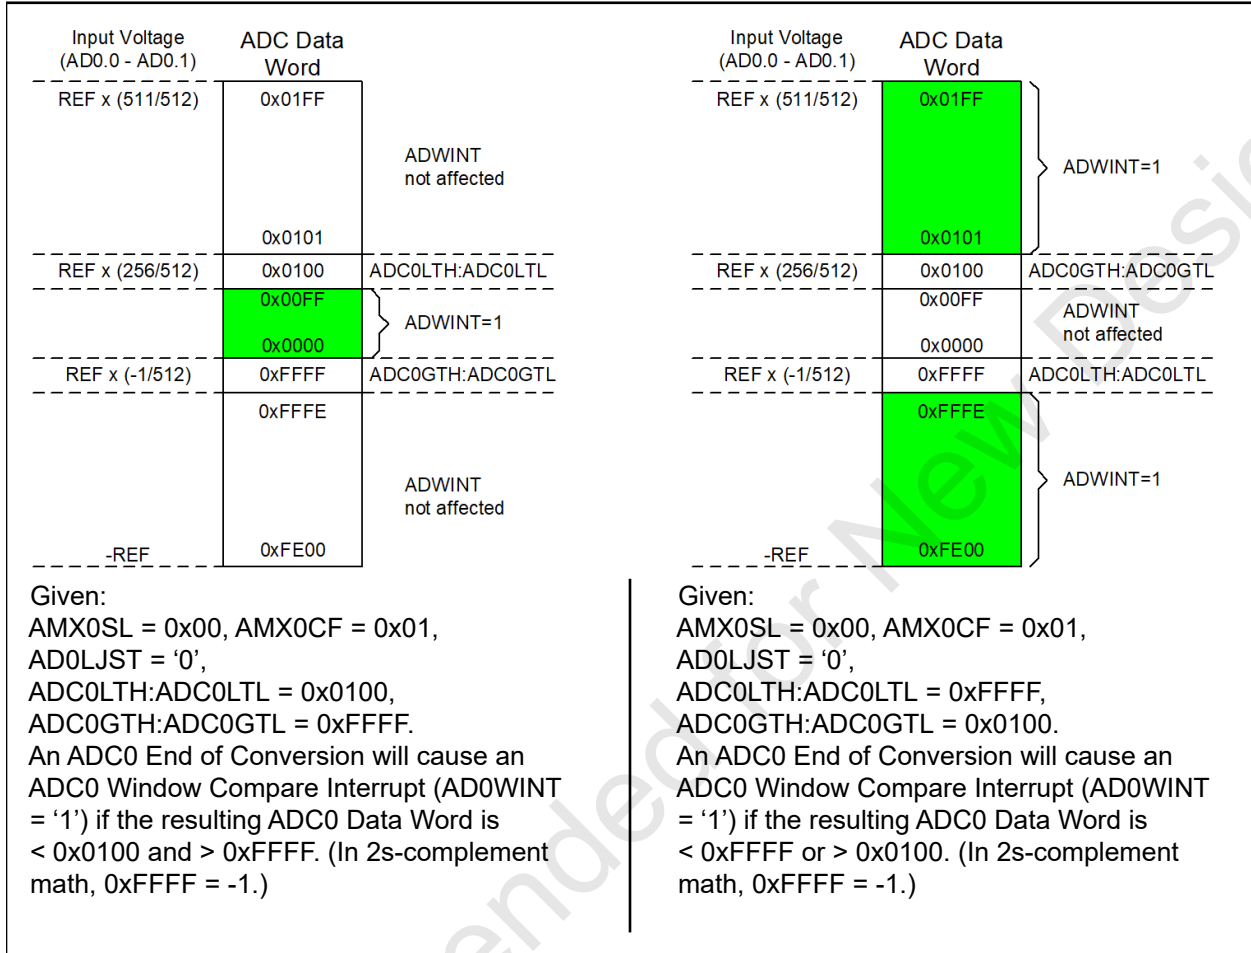 Input Voltage
(AD0.0 - AD0.1)
ADC Data
Word
REF x (511/512)
0x01FF
ADWINT
not affected
0x0101
REF x (256/512)
0x0100
ADC0LTH:ADC0LTL
0x00FF
ADWINT=1
0x0000
REF x (-1/512)
0xFFFF
ADC0GTH:ADC0GTL
0xFFFE
ADWINT
not affected
-REF
0xFE00
Given:
AMX0SL = 0x00, AMX0CF = 0x01,
AD0LJST = ‘0’,
ADC0LTH:ADC0LTL = 0x0100,
ADC0GTH:ADC0GTL = 0xFFFF.
An ADC0 End of Conversion will cause an
ADC0 Window Compare Interrupt (AD0WINT
= ‘1’) if the resulting ADC0 Data Word is
< 0x0100 and > 0xFFFF. (In 2s-complement
math, 0xFFFF = -1.)
Input Voltage
(AD0.0 - AD0.1)
ADC Data
Word
REF x (511/512)
0x01FF
ADWINT=1
0x0101
REF x (256/512)
0x0100
ADC0GTH:ADC0GTL
0x00FF
ADWINT
not affected
0x0000
REF x (-1/512)
0xFFFF
ADC0LTH:ADC0LTL
0xFFFE
ADWINT=1
-REF
0xFE00
Given:
AMX0SL = 0x00, AMX0CF = 0x01,
AD0LJST = ‘0’,
ADC0LTH:ADC0LTL = 0xFFFF,
ADC0GTH:ADC0GTL = 0x0100.
An ADC0 End of Conversion will cause an
ADC0 Window Compare Interrupt (AD0WINT
= ‘1’) if the resulting ADC0 Data Word is
< 0xFFFF or > 0x0100. (In 2s-complement
math, 0xFFFF = -1.)
for New